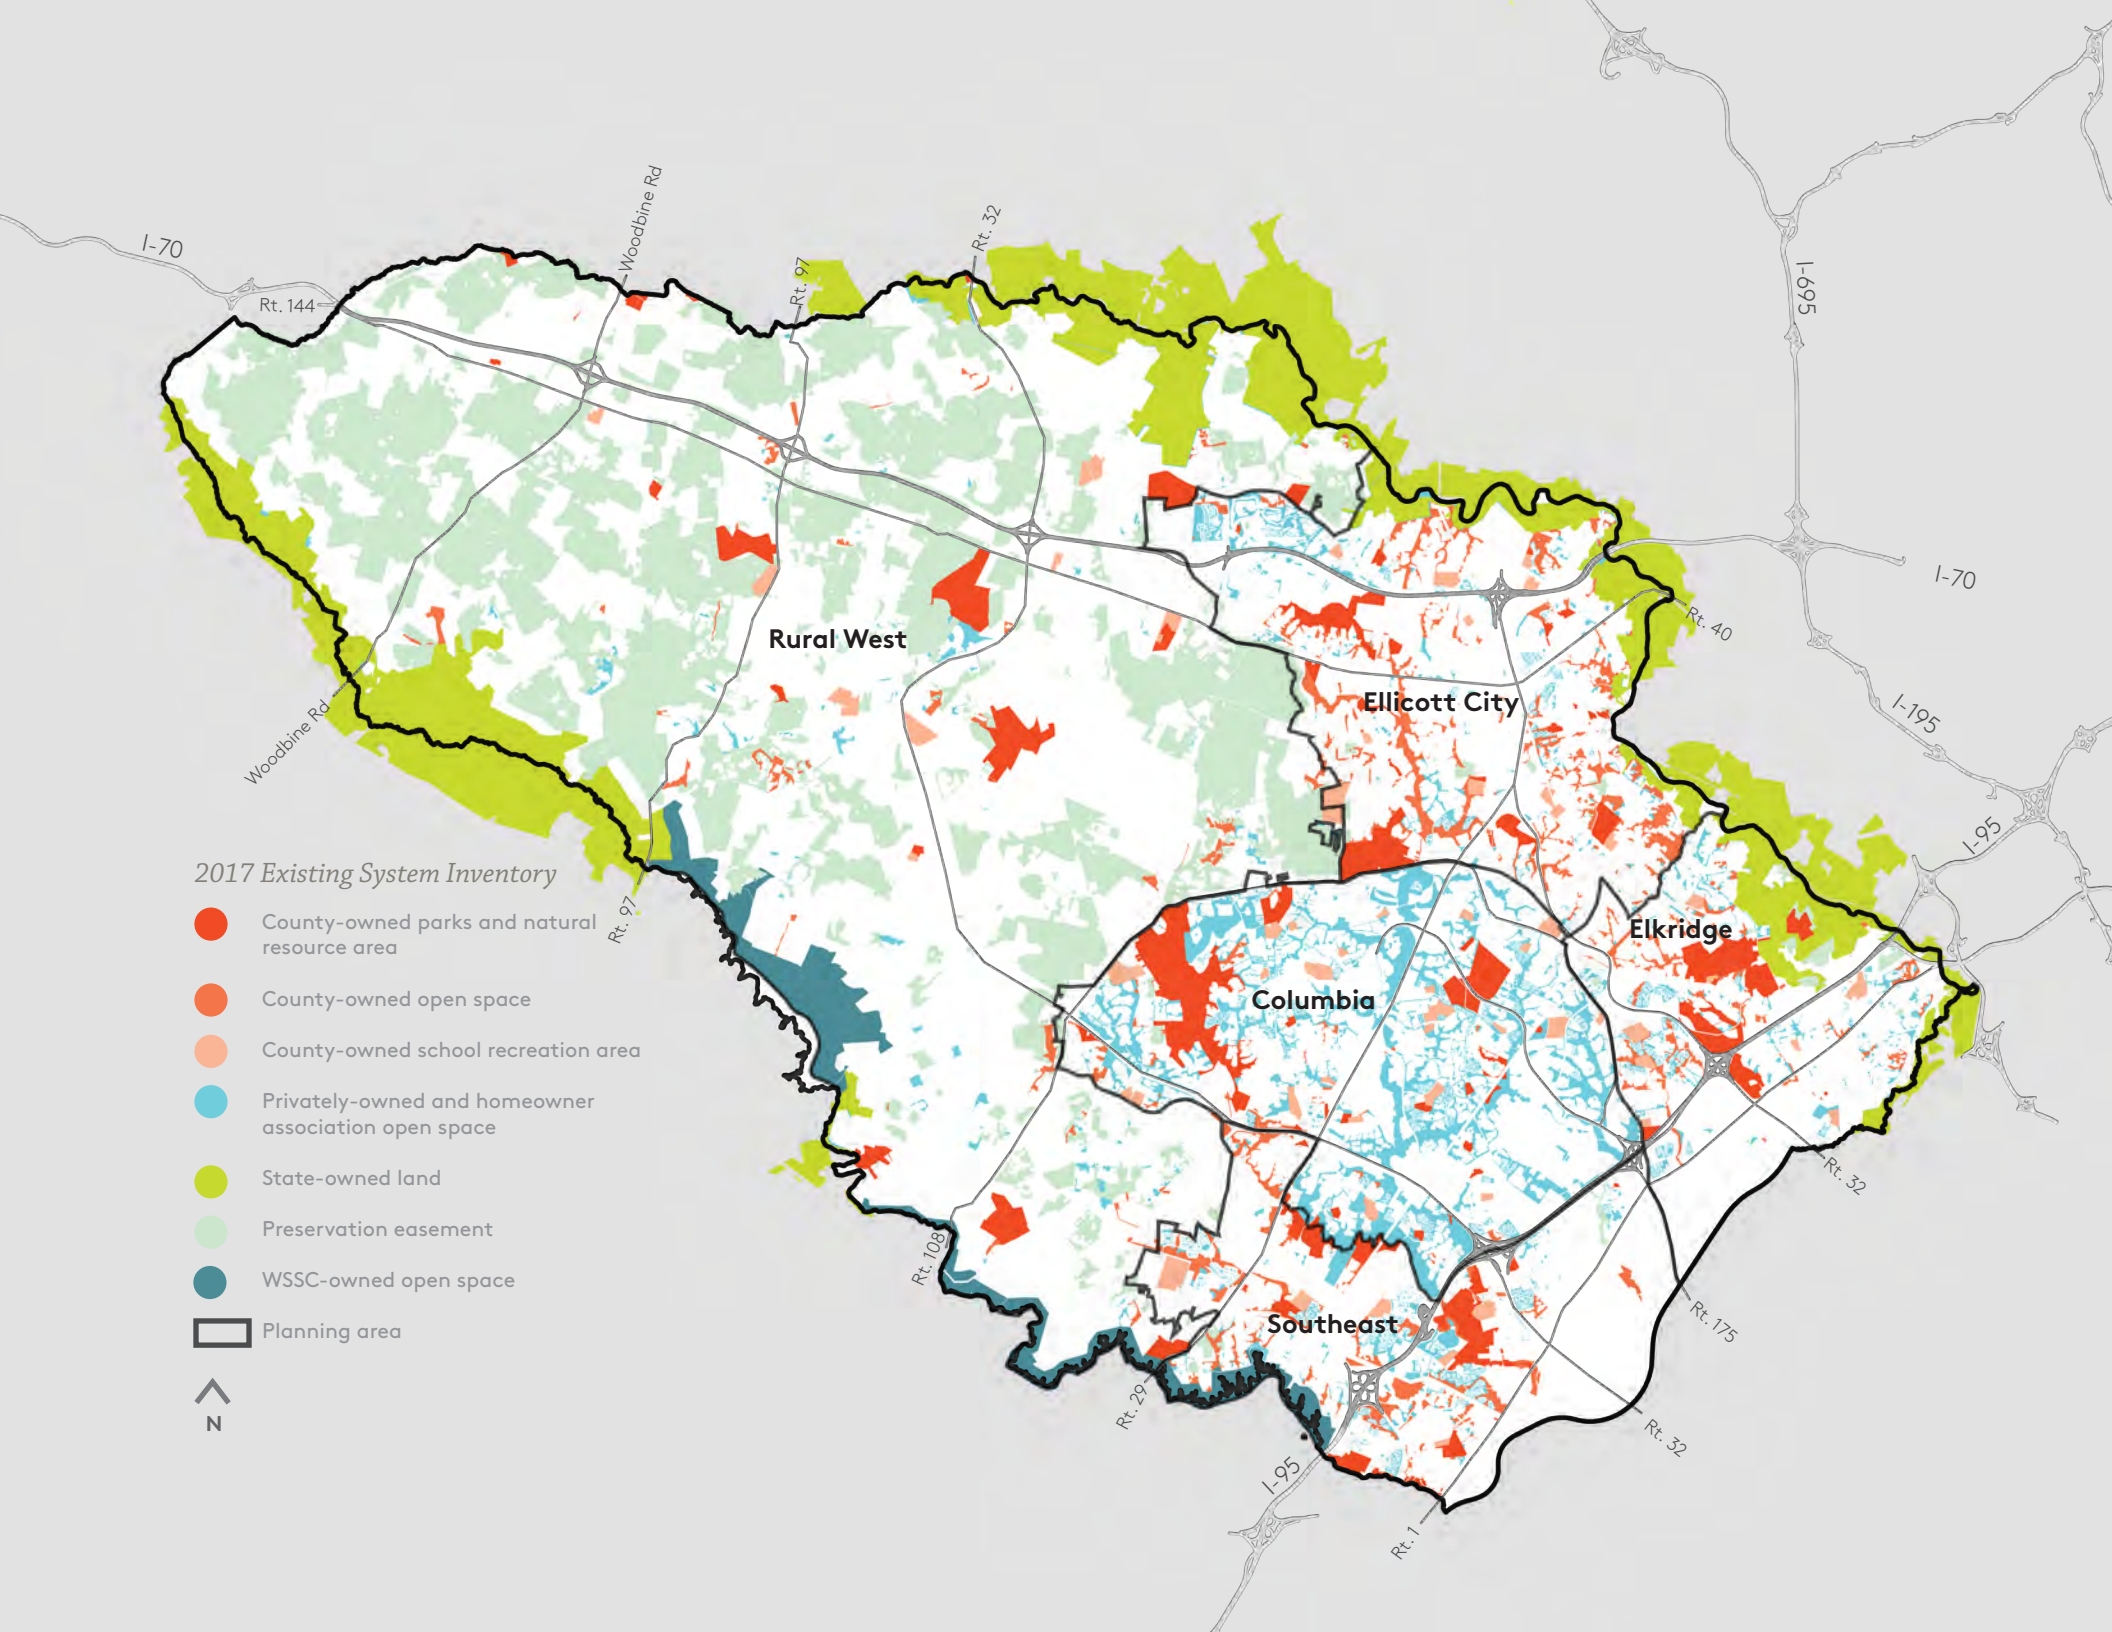 Woodbine Rd
Rt. 32
I-70
Rt. 97
Rt. 144
I-695
I-70
Rt. 40
Rural West
Ellicott City
I-195
Woodbine Rd
I-95
2017 Existing System Inventory
County-owned parks and natural
resource area
Rt. 97
Elkridge
County-owned open space
Columbia
County-owned school recreation area
Privately-owned and homeowner
association open space
State-owned land
Rt. 32
Preservation easement
Rt. 108
WSSC-owned open space
Planning area
Southeast
Rt. 175
N
Rt. 29
Rt. 32
I-95
Rt. 1